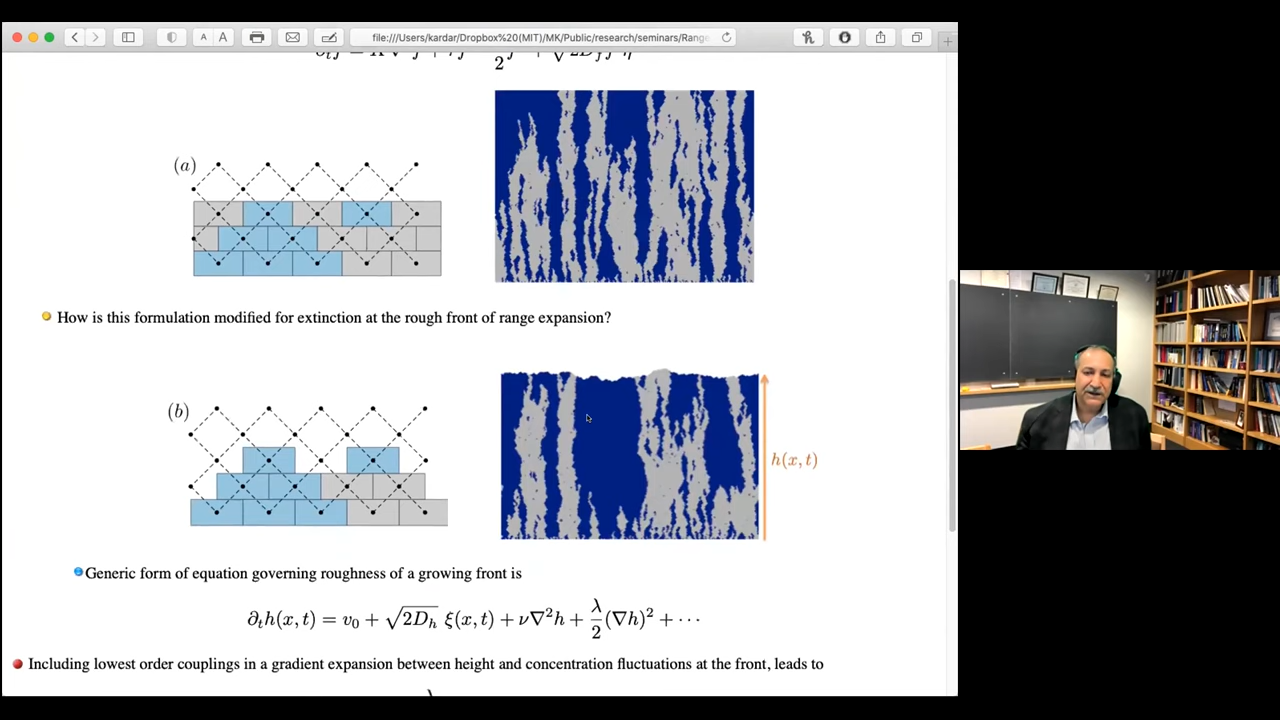 A A
file:///Users/kardar/Dropbox%20(MIT)/MK/Public/research/seminars/Range
2
(a)
How is this formulation modified for extinction at the rough front of range expansion?
(b)
h(x,t)
Generic form of equation governing roughness of a growing front is
∂ₜh(x,t) = v₀ + √2Dₕ ξ(x,t) + ν∇²h + λ/2 (∇h)² + ⋯
Including lowest order couplings in a gradient expansion between height and concentration fluctuations at the front, leads to